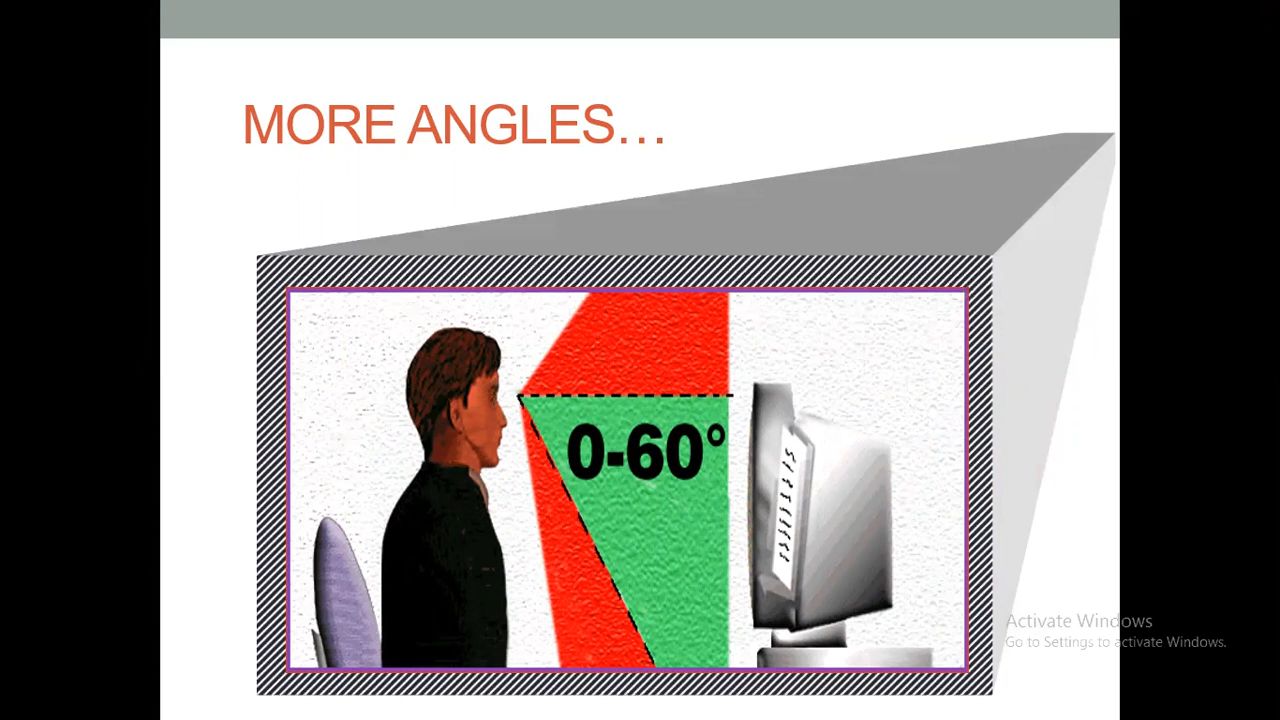 MORE ANGLES…
0-60°
Activate Windows
Go to Settings to activate Windows.